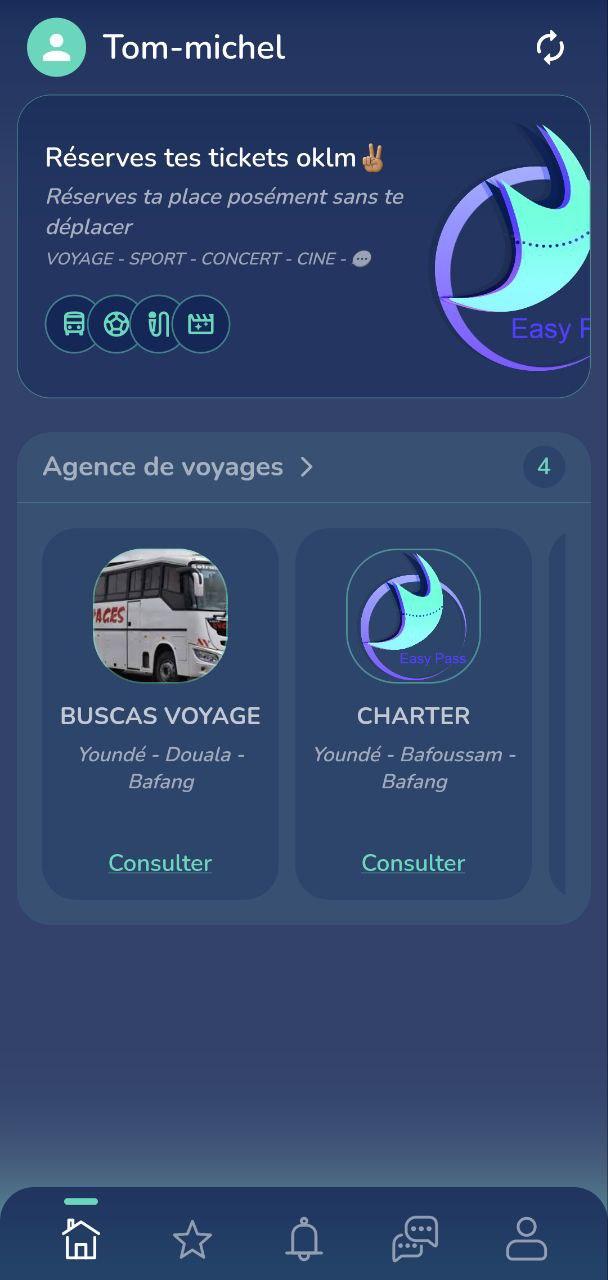 Tom-michel
Réserves tes tickets oklm✌🏽
Réserves ta place posément sans te
déplacer
VOYAGE - SPORT - CONCERT - CINE - 💬
Easy P
Agence de voyages
4
AGES
BUSCAS VOYAGE
Youndé - Douala -
Bafang
Consulter
Easy Pass
CHARTER
Youndé - Bafoussam -
Bafang
Consulter